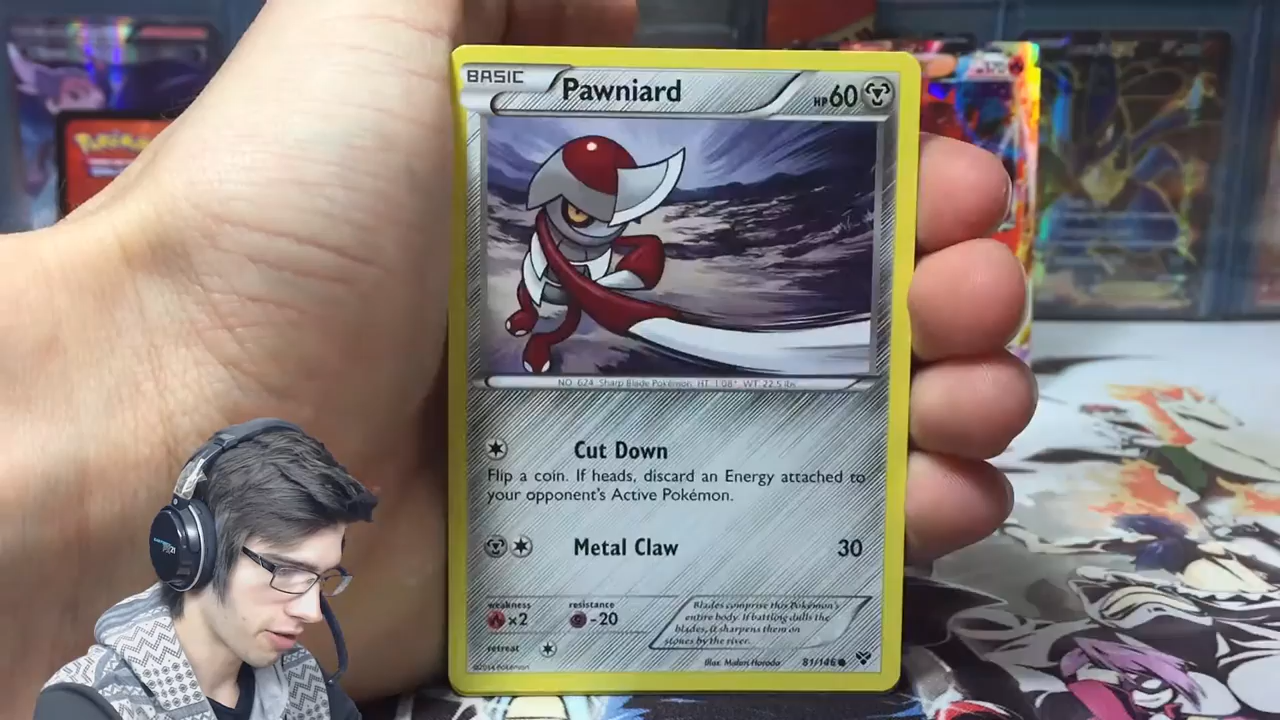 BASIC Pawniard HP60
NO. 624 Sharp Blade Pokémon HT: 1'08" WT: 22.5 lbs.
Cut Down
Flip a coin. If heads, discard an Energy attached to
your opponent's Active Pokémon.
Metal Claw 30
weakness resistance
×2 -20
retreat
Blades comprise this Pokémon's
entire body. If battling dulls the
blades, it sharpens them on
stones by the river.
©2014 Pokémon Illus. Midori Harada 81/146
Pokémon